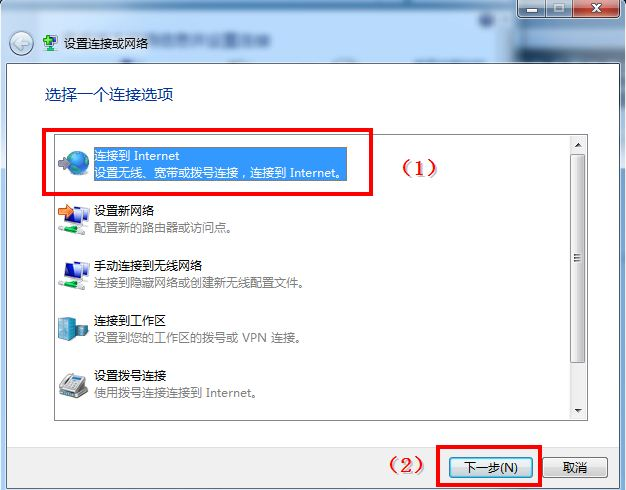 设置连接或网络
选择一个连接选项
连接到 Internet
设置无线、宽带或拨号连接，连接到 Internet。
（1）
设置新网络
配置新的路由器或访问点。
手动连接到无线网络
连接到隐藏网络或创建新无线配置文件。
连接到工作区
设置到您的工作区的拨号或 VPN 连接。
设置拨号连接
使用拨号连接连接到 Internet。
（2）
下一步(N)
取消